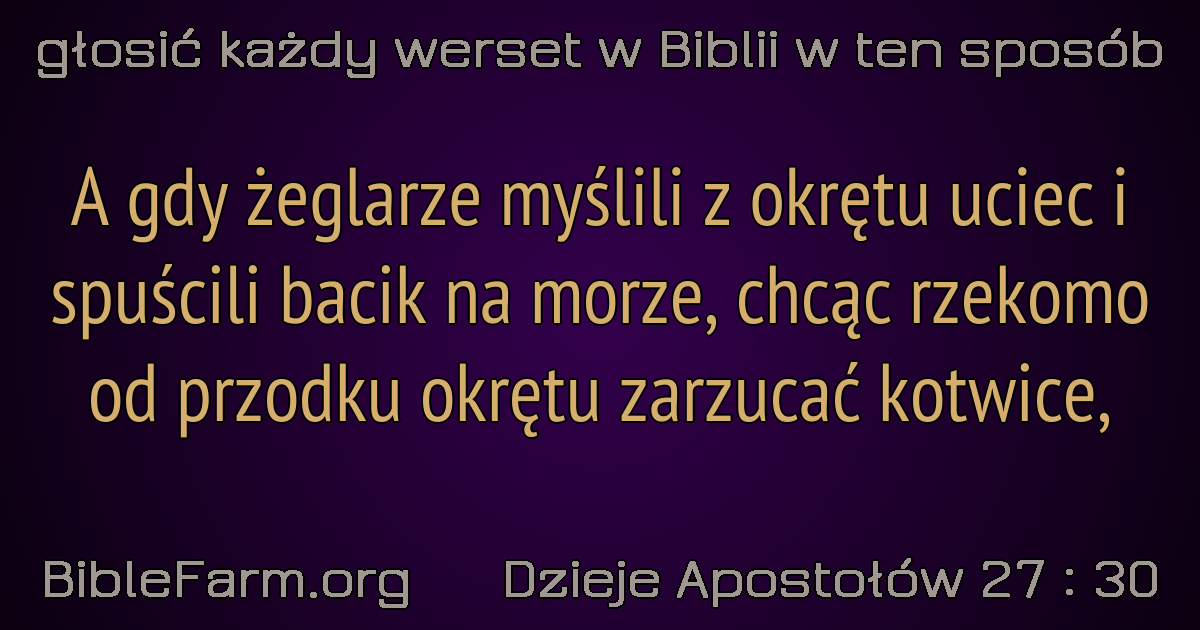 głosić każdy werset w Biblii w ten sposób
A gdy żeglarze myślili z okrętu uciec i
spuścili bacik na morze, chcąc rzekomo
od przodku okrętu zarzucać kotwice,
BibleFarm.org Dzieje Apostołów 27 : 30